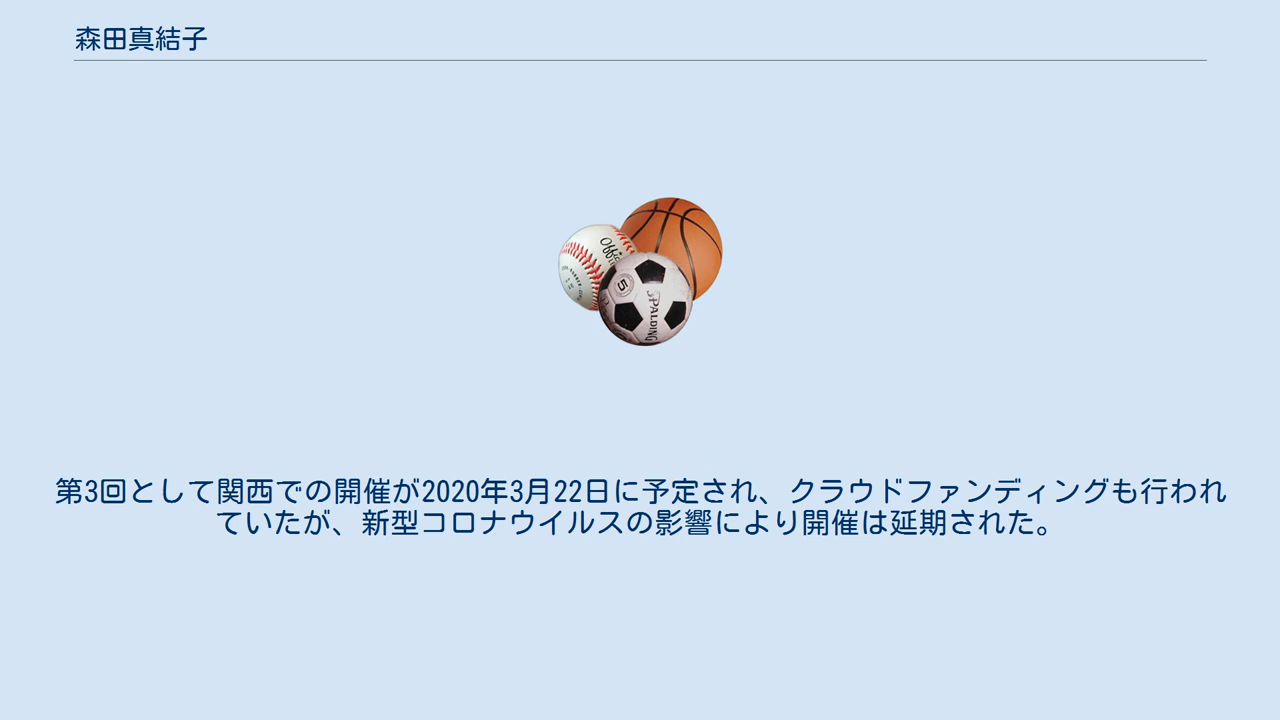 森田真結子
Offic
5
SPALDING
第3回として関西での開催が2020年3月22日に予定され、クラウドファンディングも行われ
ていたが、新型コロナウイルスの影響により開催は延期された。